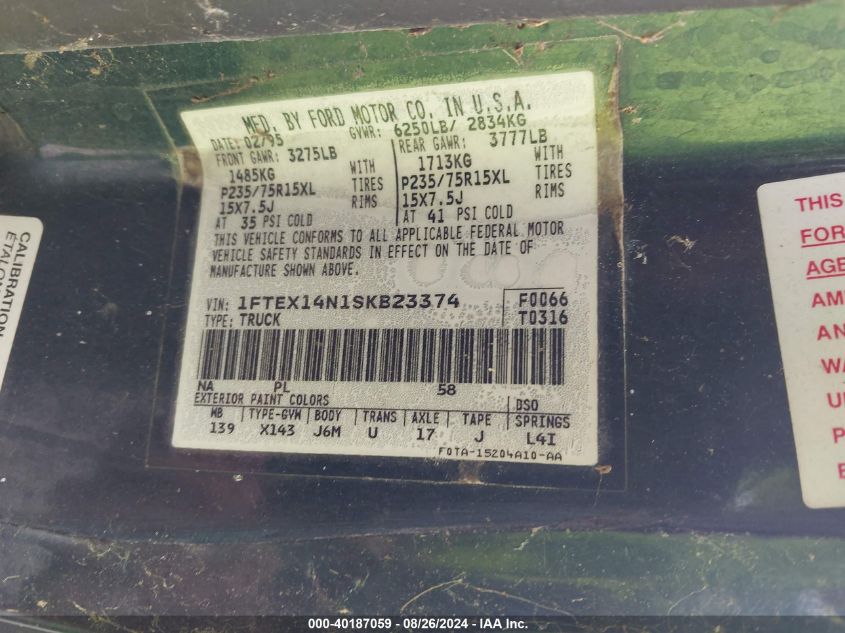 MFD. BY FORD MOTOR CO. IN U.S.A.
DATE: 02/95 GVWR: 6250LB/ 2834KG
FRONT GAWR: 3275LB REAR GAWR: 3777LB
1485KG WITH 1713KG WITH
P235/75R15XL TIRES P235/75R15XL TIRES
15X7.5J RIMS 15X7.5J RIMS
AT 35 PSI COLD AT 41 PSI COLD
THIS VEHICLE CONFORMS TO ALL APPLICABLE FEDERAL MOTOR
VEHICLE SAFETY STANDARDS IN EFFECT ON THE DATE OF
MANUFACTURE SHOWN ABOVE.
VIN: 1FTEX14N1SKB23374 F0066
TYPE: TRUCK T0316
NA PL 58
EXTERIOR PAINT COLORS DSO
WB TYPE-GVW BODY TRANS AXLE TAPE SPRINGS
139 X143 J6M U 17 J L4I
F0TA-15204A10-AA
CALIBRATION
THIS
FOR
AGE
AM
AN
WA
000-40187059 - 08/26/2024 - IAA Inc.